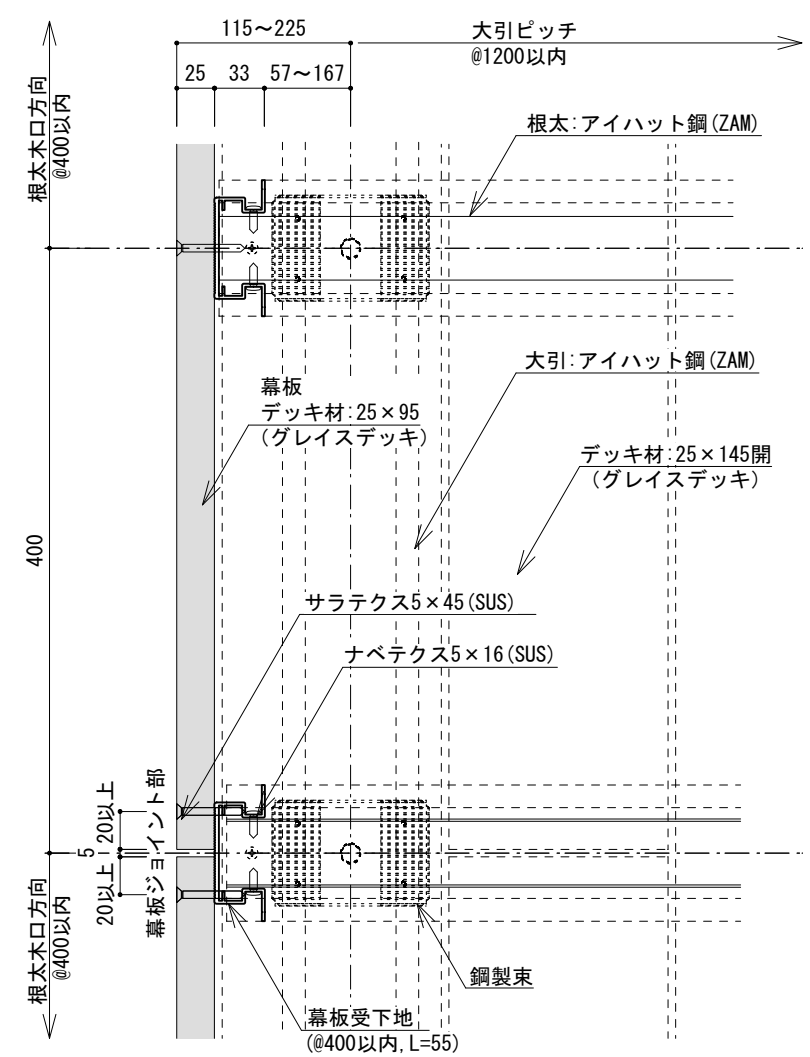 115～225
大引ピッチ
@1200以内
25
33
57～167
根太木口方向
@400以内
根太:アイハット鋼(ZAM)
大引:アイハット鋼(ZAM)
幕板
デッキ材:25×95
(グレイスデッキ)
デッキ材:25×145開
(グレイスデッキ)
400
サラテクス5×45(SUS)
ナベテクス5×16(SUS)
20以上
5
20以上
幕板ジョイント部
根太木口方向
@400以内
鋼製束
幕板受下地
(@400以内,L=55)